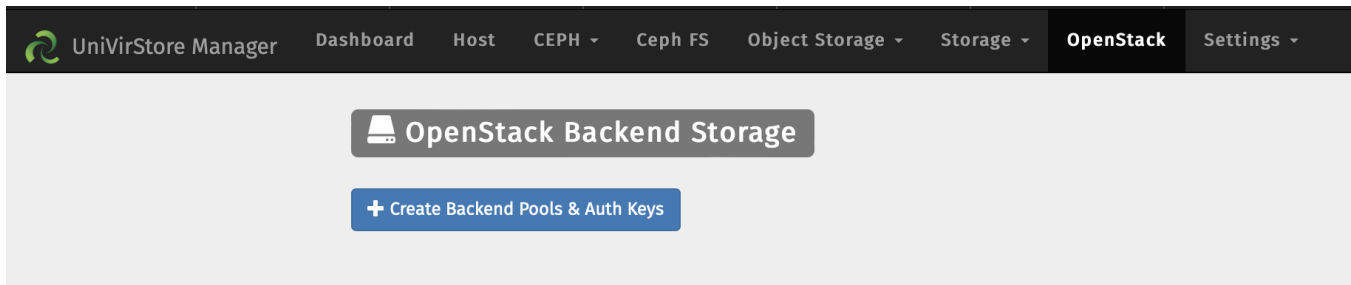 UniVirStore Manager Dashboard Host CEPH Ceph FS Object Storage Storage OpenStack Settings
OpenStack Backend Storage
Create Backend Pools & Auth Keys